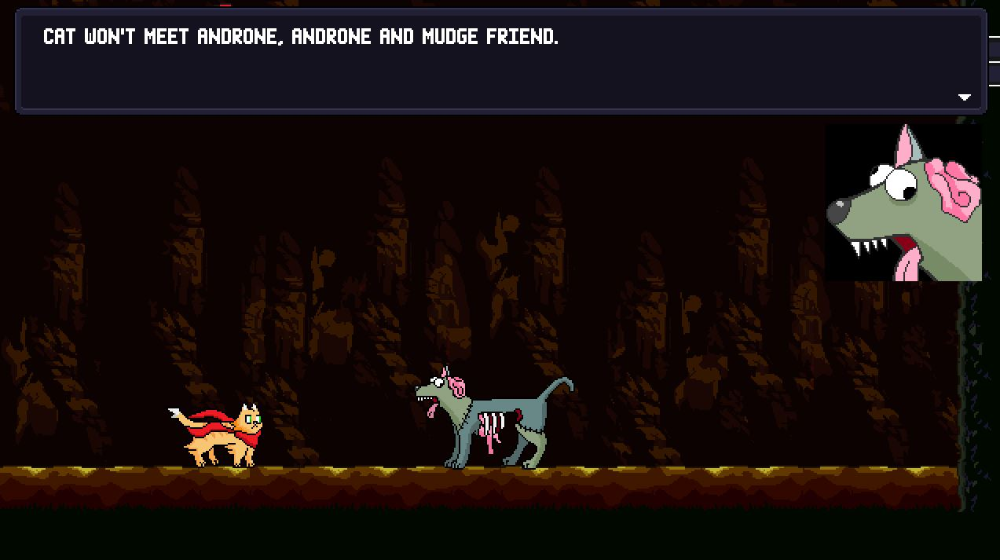 CAT WON'T MEET ANDRONE, ANDRONE AND MUDGE FRIEND.